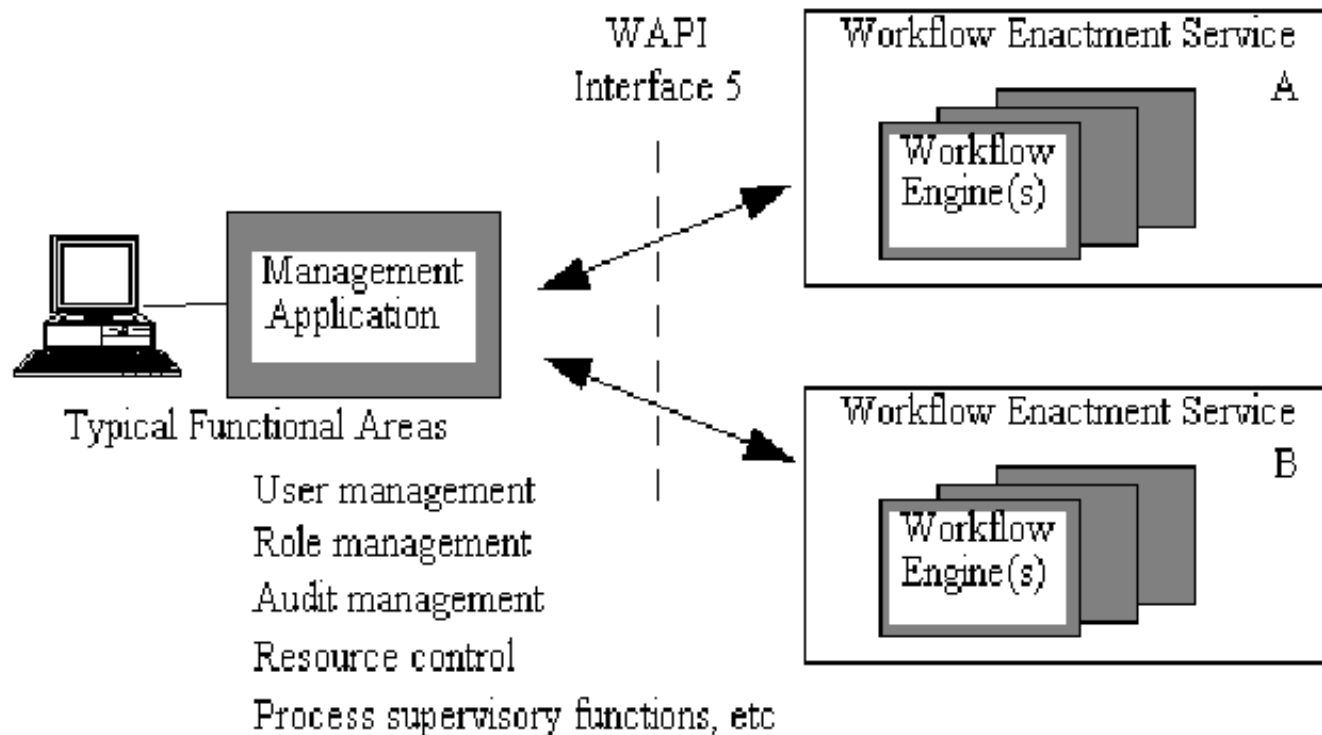 WAPI
Interface 5
Workflow Enactment Service
A
Workflow
Engine(s)
Management
Application
Typical Functional Areas
User management
Role management
Audit management
Resource control
Process supervisory functions, etc
Workflow Enactment Service
B
Workflow
Engine(s)